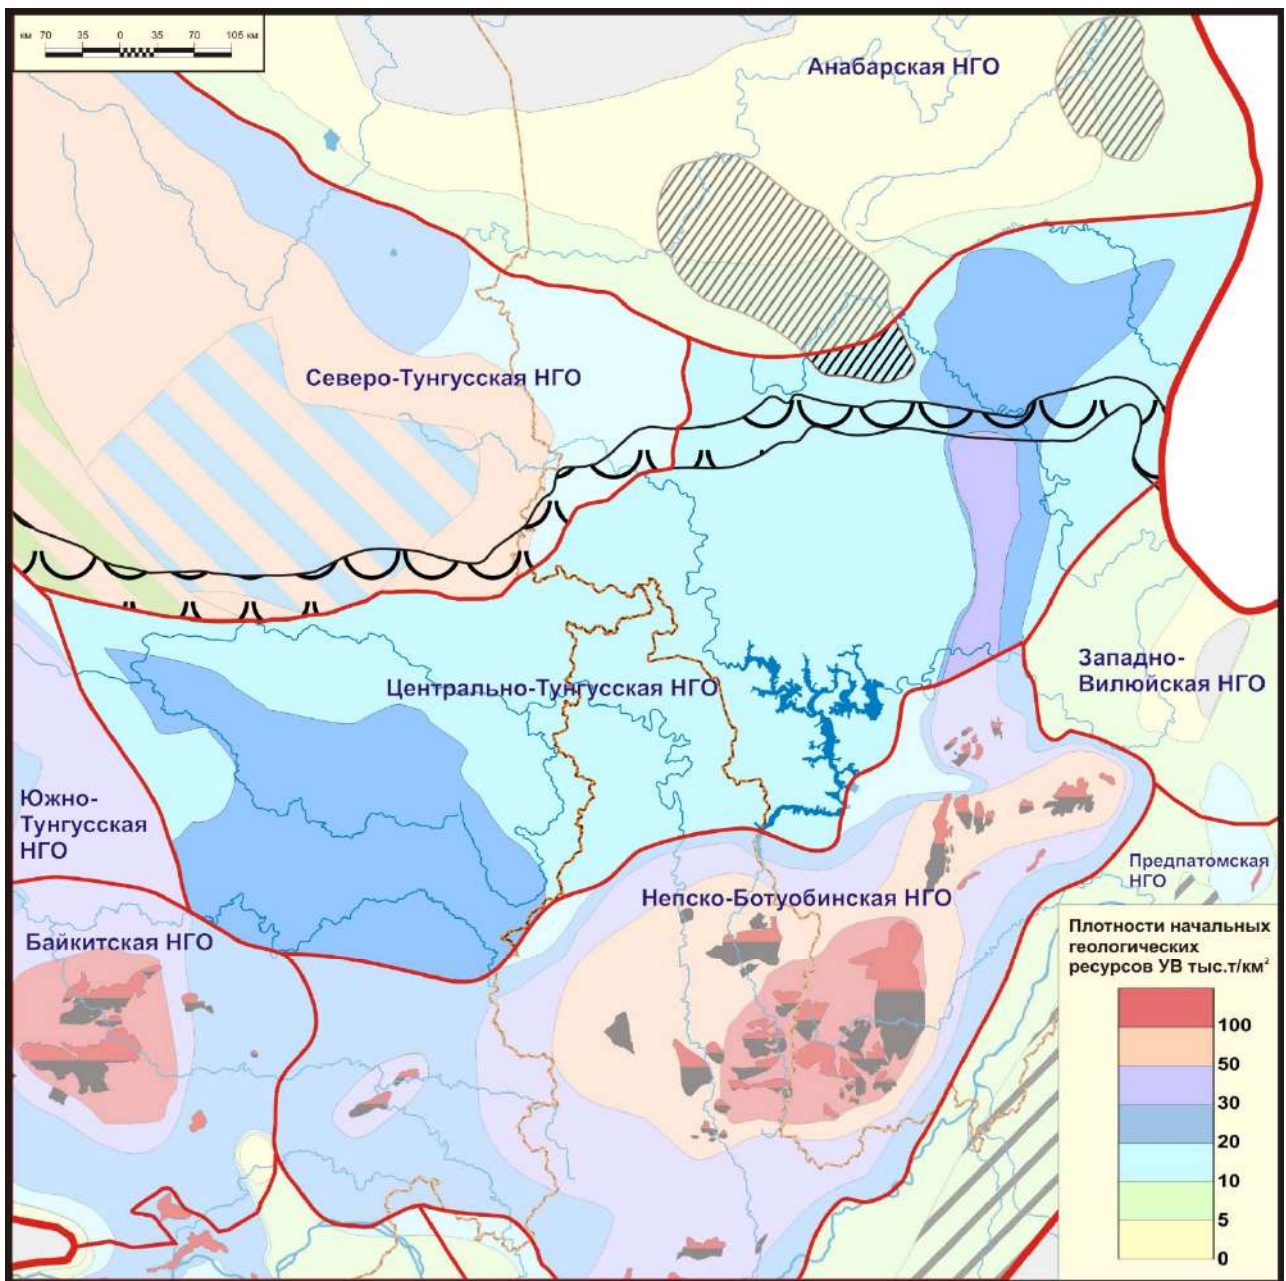 км 70 35 0 35 70 105 км
Анабарская НГО
Северо-Тунгусская НГО
Центрально-Тунгусская НГО
Западно-
Вилюйская НГО
Южно-
Тунгусская
НГО
Предпатомская
НГО
Непско-Ботуобинская НГО
Байкитская НГО
Плотности начальных
геологических
ресурсов УВ тыс.т/км²
100
50
30
20
10
5
0